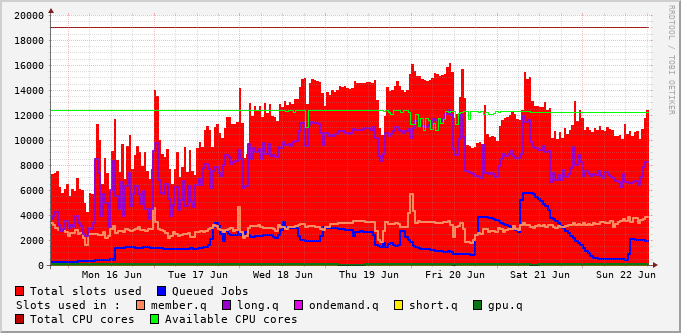 20000
18000
16000
14000
12000
10000
8000
6000
4000
2000
0
Mon 16 Jun Tue 17 Jun Wed 18 Jun Thu 19 Jun Fri 20 Jun Sat 21 Jun Sun 22 Jun
Total slots used Queued Jobs
Slots used in : member.q long.q ondemand.q short.q gpu.q
Total CPU cores Available CPU cores
RRDTOOL / TOBI OETIKER